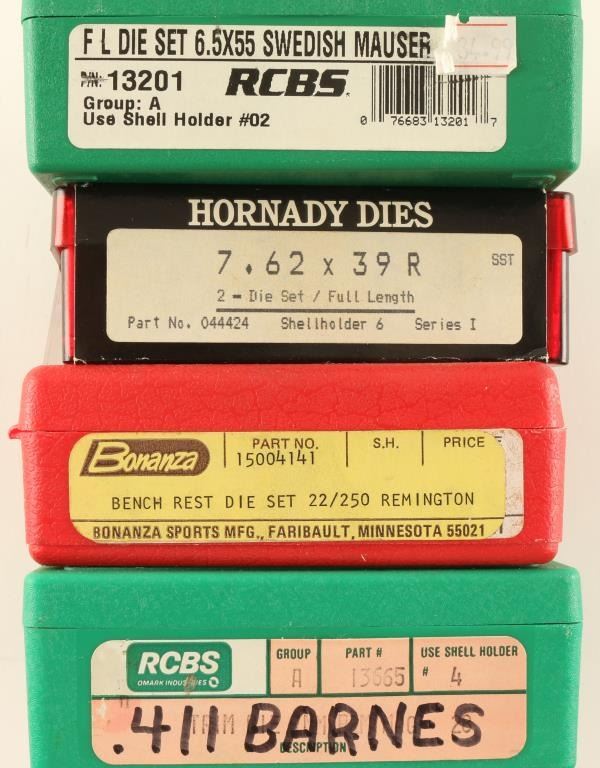 F L DIE SET 6.5X55 SWEDISH MAUSER
34.99
P/N: 13201
RCBS.
Group: A
Use Shell Holder #02
0 76683 13201 7
HORNADY DIES
7.62 x 39 R
SST
2 - Die Set / Full Length
Part No. 044424 Shellholder 6 Series I
Bonanza
PART NO. S.H. PRICE
15004141
BENCH REST DIE SET 22/250 REMINGTON
BONANZA SPORTS MFG., FARIBAULT, MINNESOTA 55021
RCBS
OMARK INDUSTRIES
GROUP PART # USE SHELL HOLDER
A 13665 # 4
TRIM
.411 BARNES
DESCRIPTION